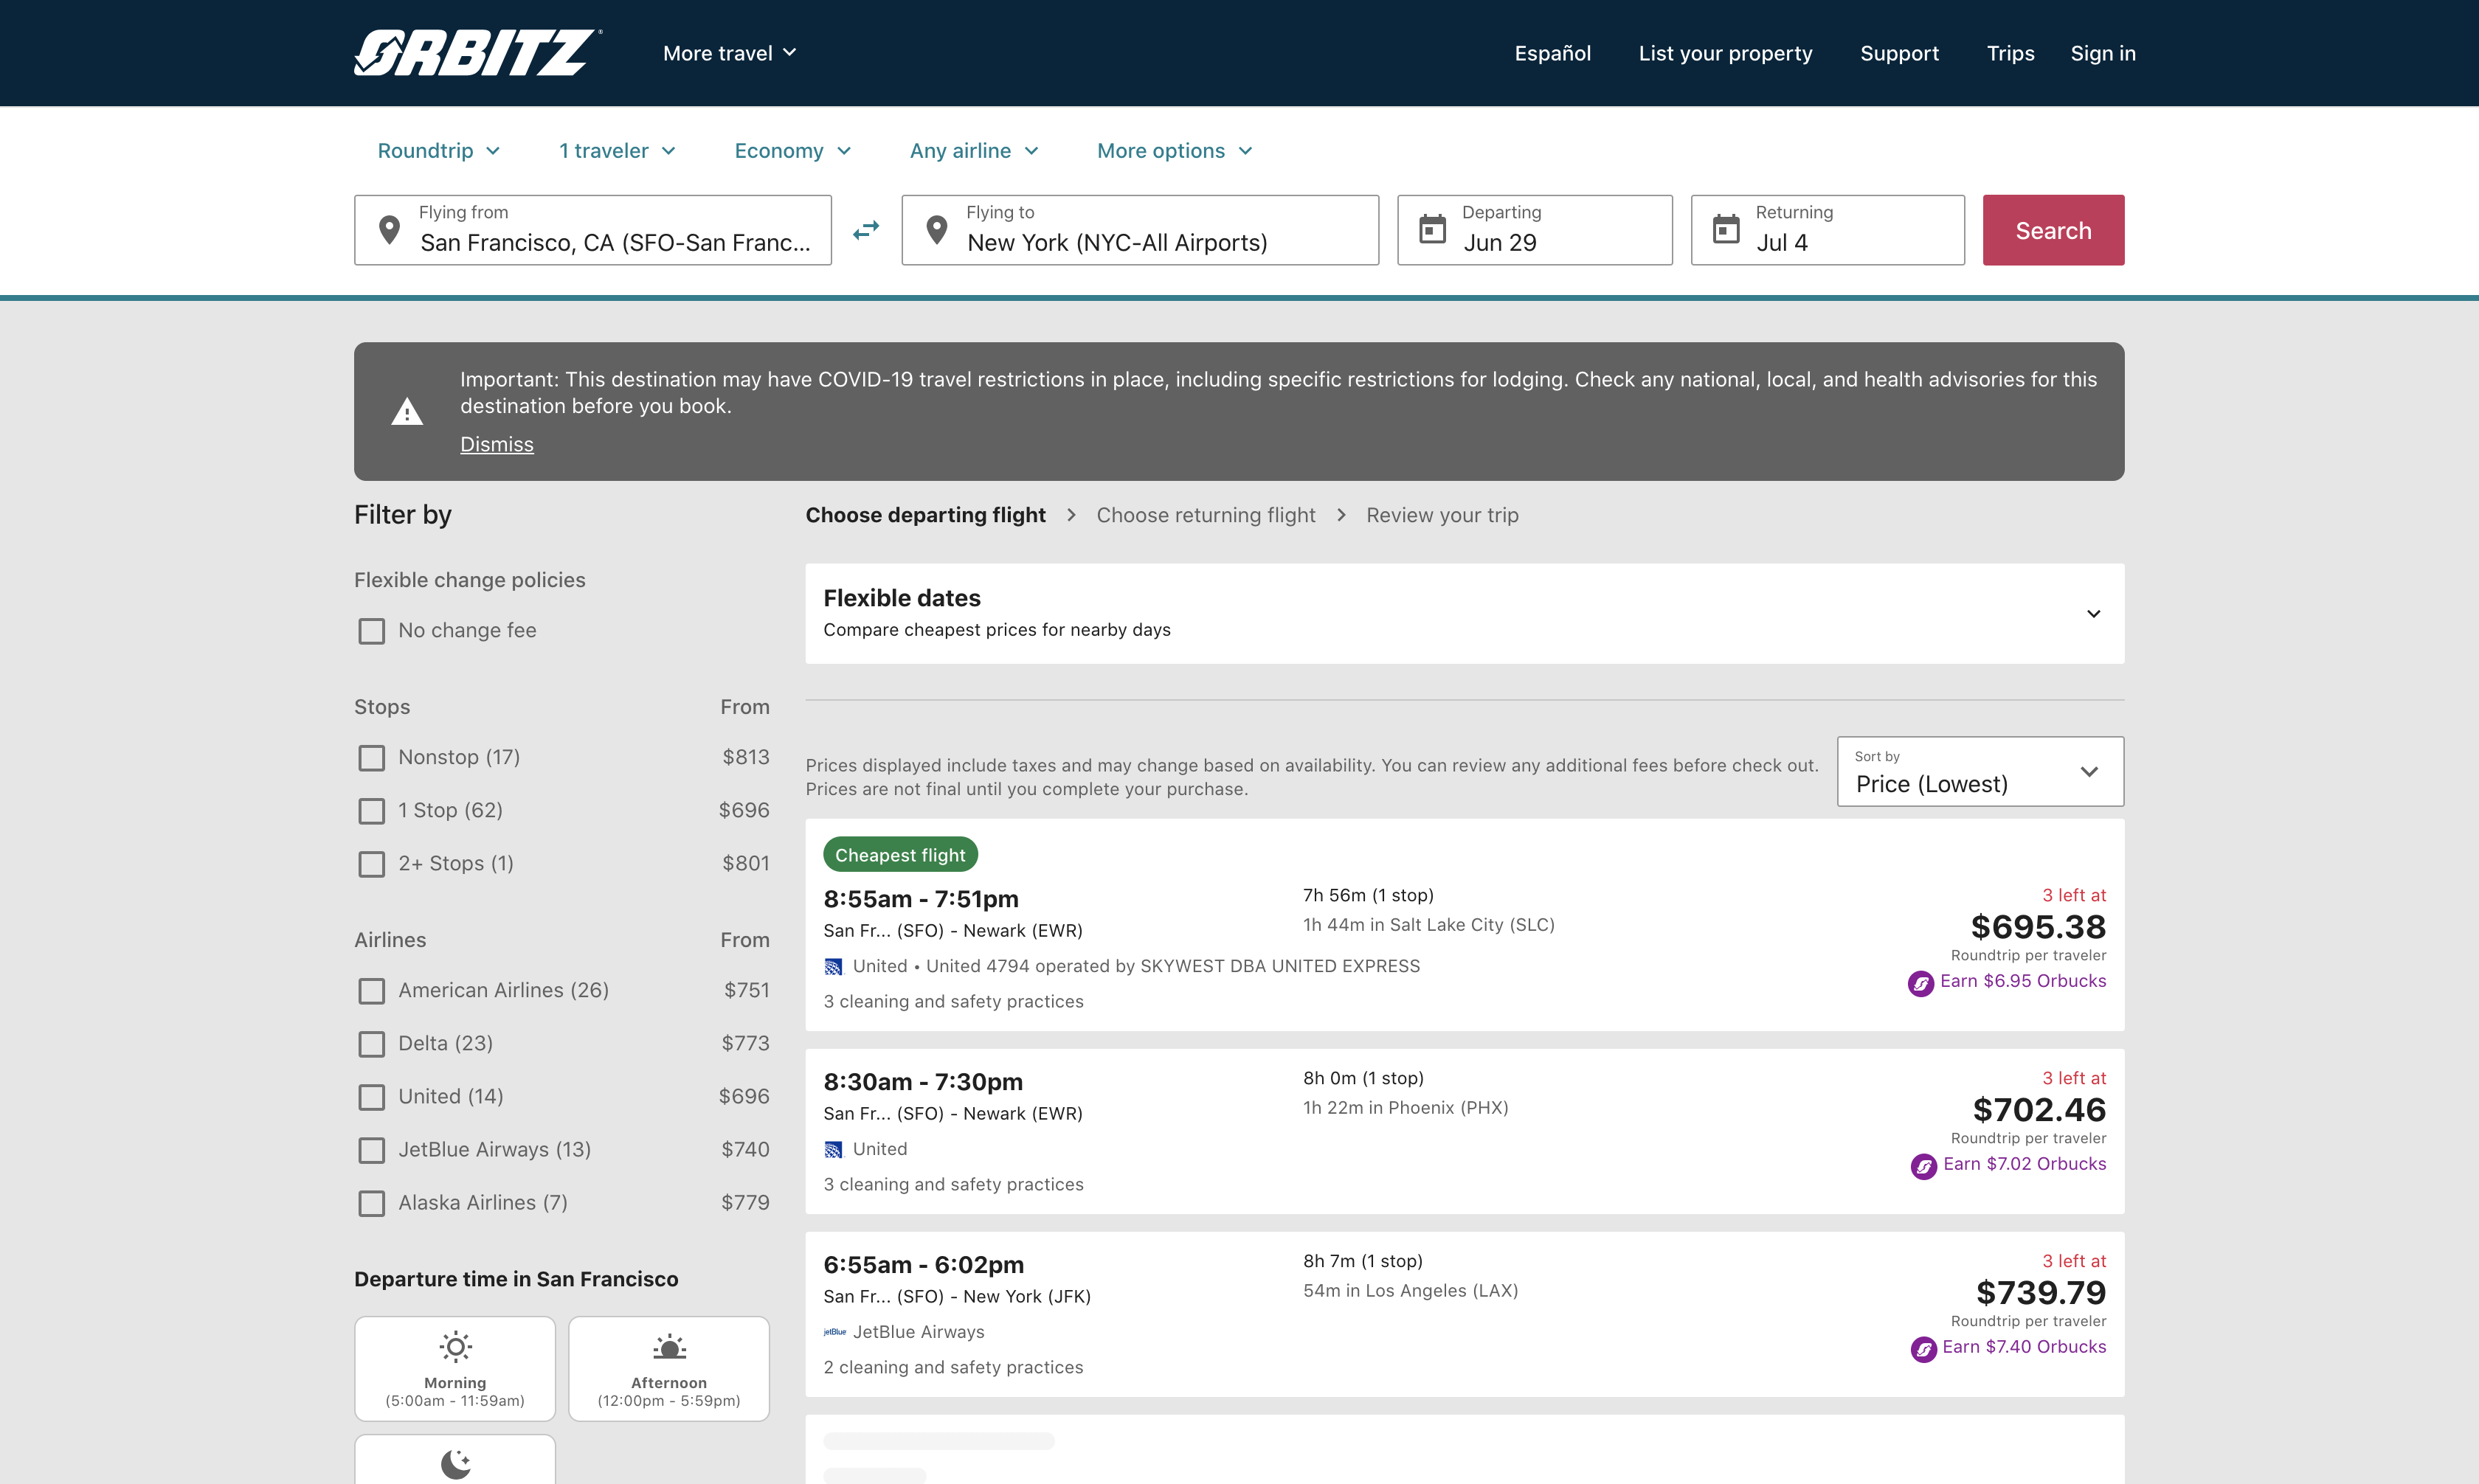 ORBITZ
More travel
Español
List your property
Support
Trips
Sign in
Roundtrip
1 traveler
Economy
Any airline
More options
Flying from
San Francisco, CA (SFO-San Franc...
Flying to
New York (NYC-All Airports)
Departing
Jun 29
Returning
Jul 4
Search
Important: This destination may have COVID-19 travel restrictions in place, including specific restrictions for lodging. Check any national, local, and health advisories for this
destination before you book.
Dismiss
Filter by
Flexible change policies
No change fee
Stops From
Nonstop (17) $813
1 Stop (62) $696
2+ Stops (1) $801
Airlines From
American Airlines (26) $751
Delta (23) $773
United (14) $696
JetBlue Airways (13) $740
Alaska Airlines (7) $779
Departure time in San Francisco
Morning
(5:00am - 11:59am)
Afternoon
(12:00pm - 5:59pm)
Choose departing flight > Choose returning flight > Review your trip
Flexible dates
Compare cheapest prices for nearby days
Prices displayed include taxes and may change based on availability. You can review any additional fees before check out.
Prices are not final until you complete your purchase.
Sort by
Price (Lowest)
Cheapest flight
8:55am - 7:51pm
San Fr... (SFO) - Newark (EWR)
United • United 4794 operated by SKYWEST DBA UNITED EXPRESS
3 cleaning and safety practices
7h 56m (1 stop)
1h 44m in Salt Lake City (SLC)
3 left at
$695.38
Roundtrip per traveler
Earn $6.95 Orbucks
8:30am - 7:30pm
San Fr... (SFO) - Newark (EWR)
United
3 cleaning and safety practices
8h 0m (1 stop)
1h 22m in Phoenix (PHX)
3 left at
$702.46
Roundtrip per traveler
Earn $7.02 Orbucks
6:55am - 6:02pm
San Fr... (SFO) - New York (JFK)
jetBlue JetBlue Airways
2 cleaning and safety practices
8h 7m (1 stop)
54m in Los Angeles (LAX)
3 left at
$739.79
Roundtrip per traveler
Earn $7.40 Orbucks